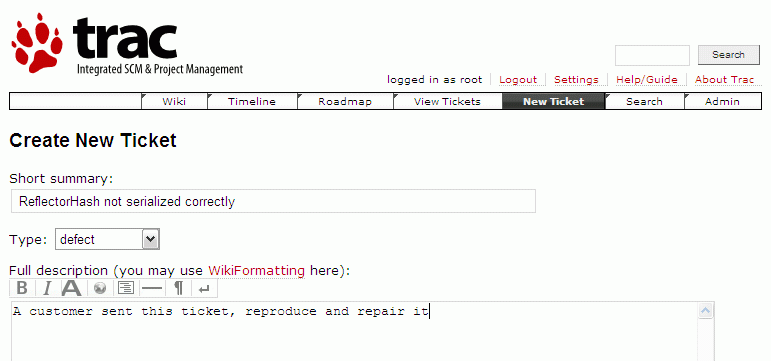 trac
Integrated SCM & Project Management
Search
logged in as root Logout Settings Help/Guide About Trac
Wiki Timeline Roadmap View Tickets New Ticket Search Admin
Create New Ticket
Short summary:
ReflectorHash not serialized correctly
Type: defect
Full description (you may use WikiFormatting here):
B I A ¶ ↵
A customer sent this ticket, reproduce and repair it